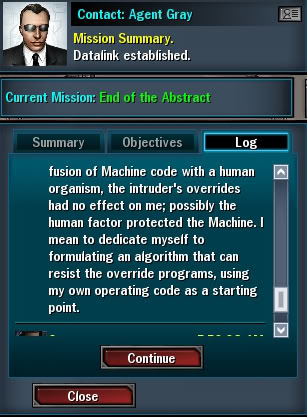 Contact: Agent Gray
Mission Summary.
Datalink established.
Current Mission: End of the Abstract
Summary
Objectives
Log
fusion of Machine code with a human
organism, the intruder's overrides
had no effect on me; possibly the
human factor protected the Machine. I
mean to dedicate myself to
formulating an algorithm that can
resist the override programs, using
my own operating code as a starting
point.
Continue
Close